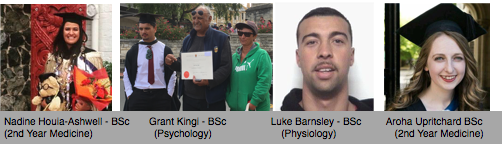 Nadine Houia-Ashwell - BSc
(2nd Year Medicine)
Grant Kingi - BSc
(Psychology)
Luke Barnsley - BSc
(Physiology)
Aroha Upritchard BSc
(2nd Year Medicine)